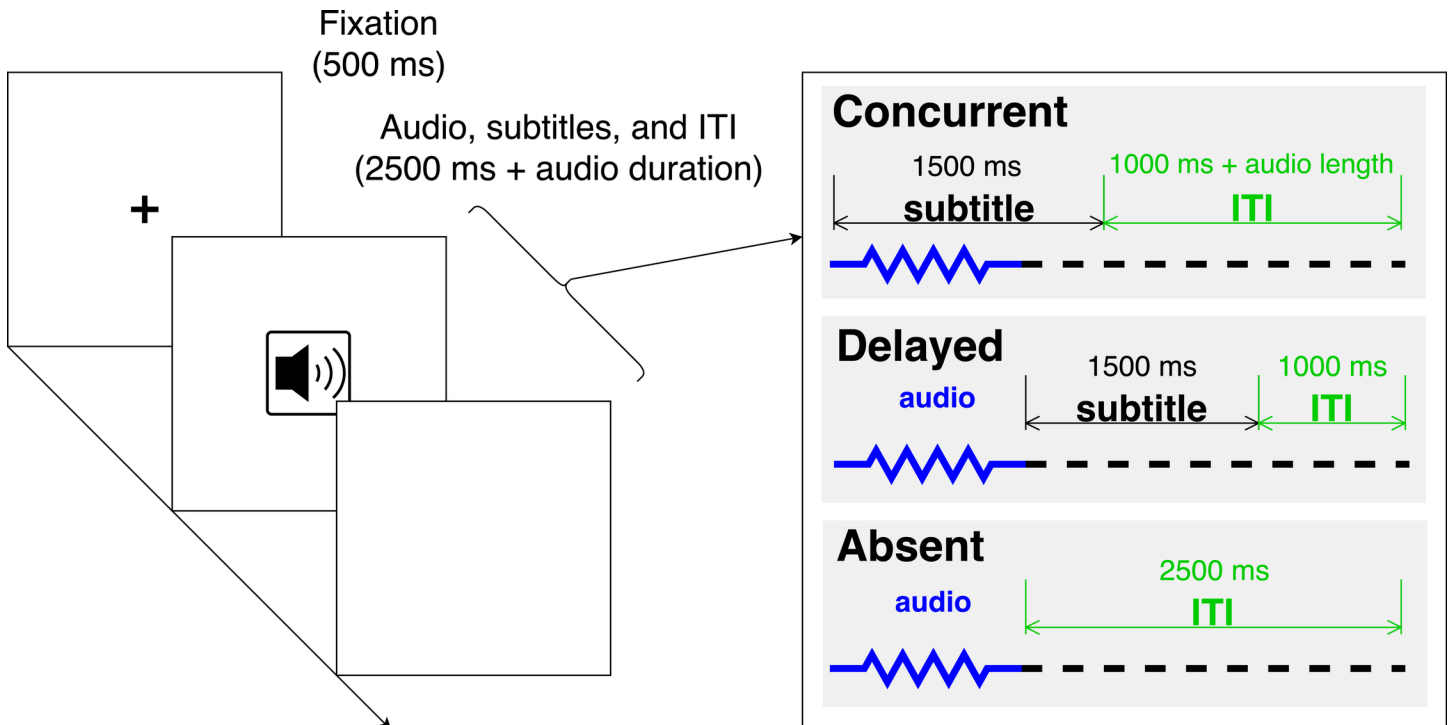 Fixation
(500 ms)
Audio, subtitles, and ITI
(2500 ms + audio duration)
+
Concurrent
1500 ms
1000 ms + audio length
subtitle
ITI
Delayed
1500 ms
1000 ms
audio
subtitle
ITI
Absent
2500 ms
audio
ITI